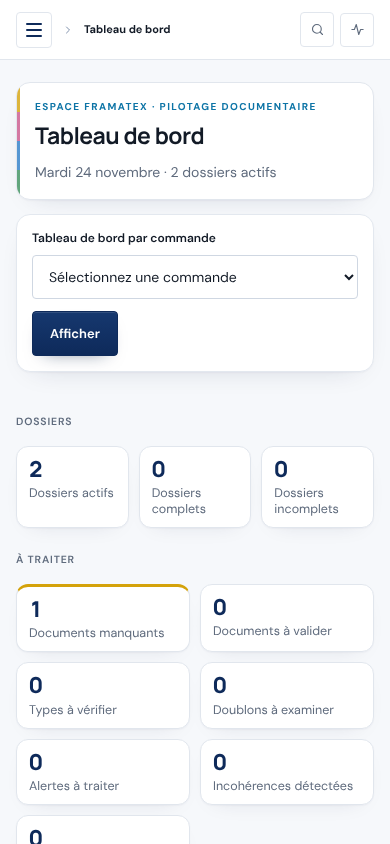 Tableau de bord
ESPACE FRAMATEX · PILOTAGE DOCUMENTAIRE
Tableau de bord
Mardi 24 novembre · 2 dossiers actifs
Tableau de bord par commande
Sélectionnez une commande
Afficher
DOSSIERS
2
Dossiers actifs
0
Dossiers
complets
0
Dossiers
incomplets
À TRAITER
1
Documents manquants
0
Documents à valider
0
Types à vérifier
0
Doublons à examiner
0
Alertes à traiter
0
Incohérences détectées
0